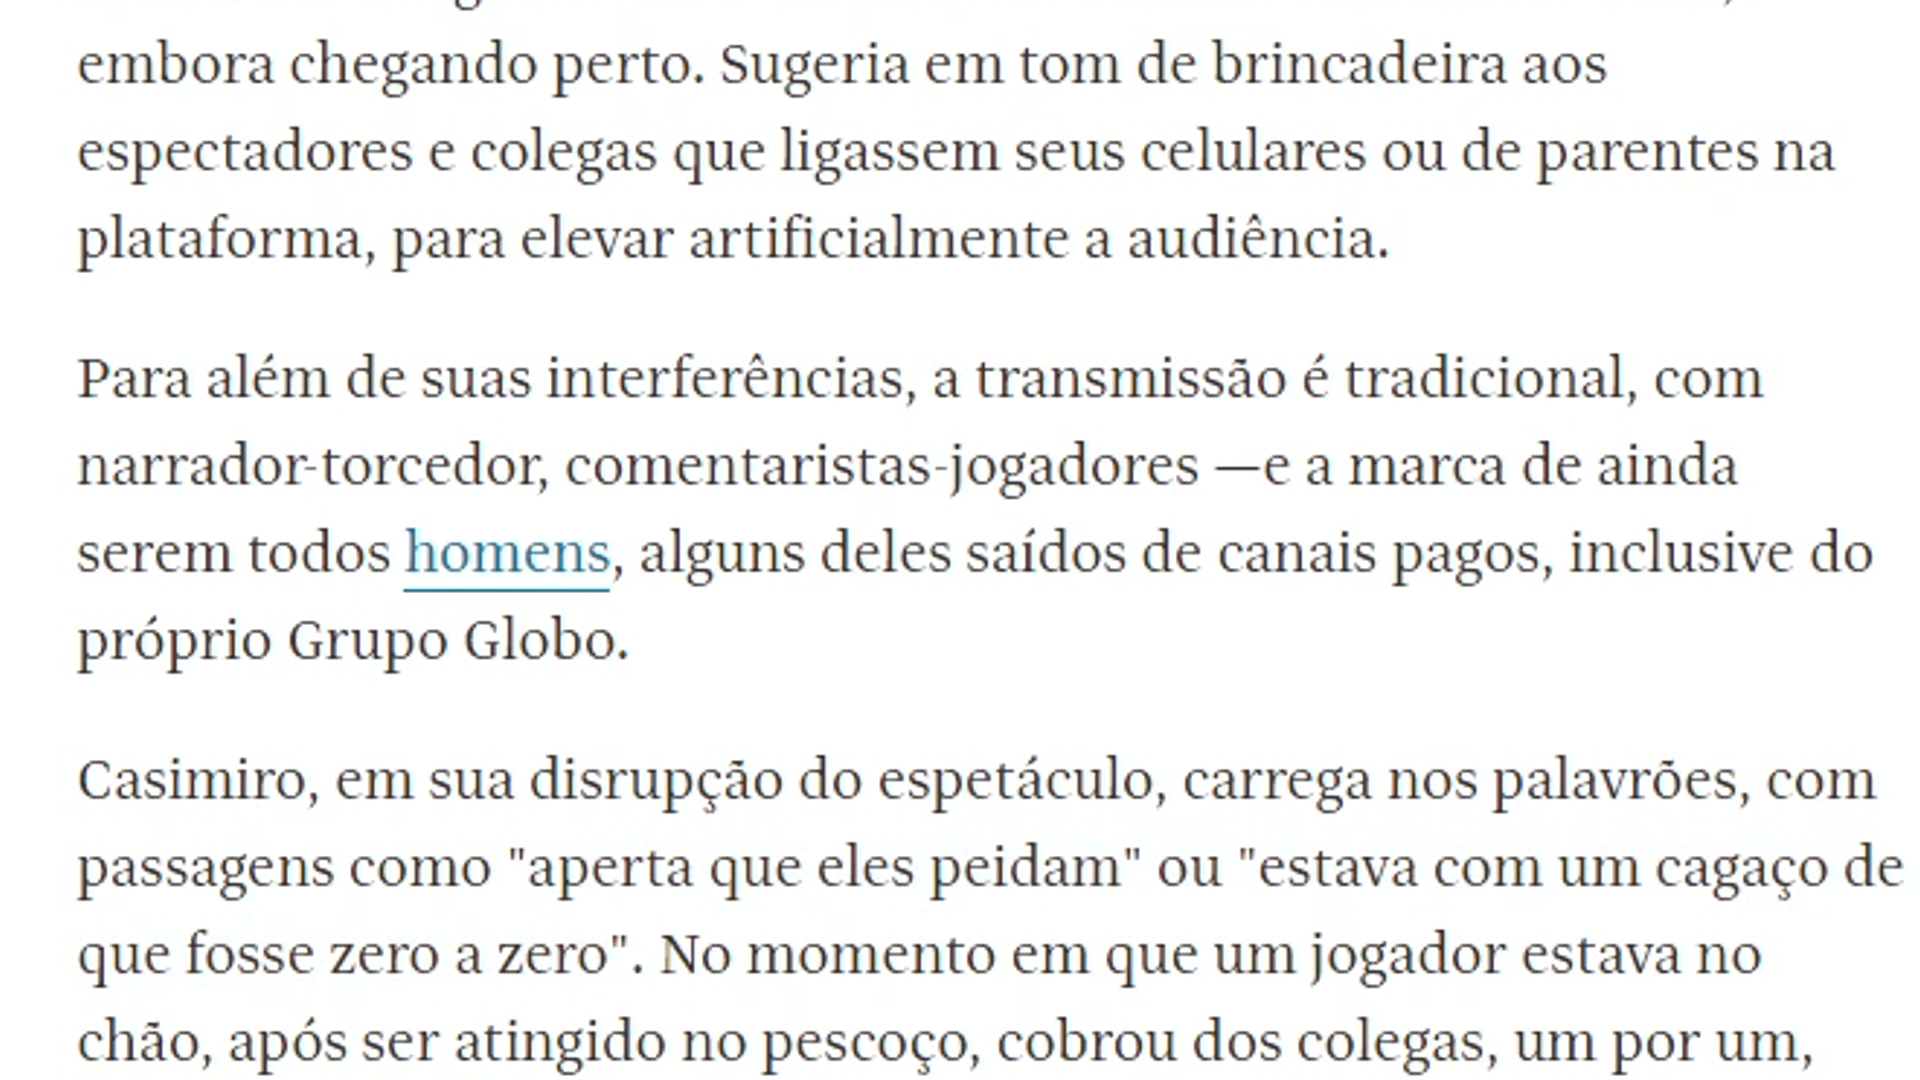 embora chegando perto. Sugeria em tom de brincadeira aos
espectadores e colegas que ligassem seus celulares ou de parentes na
plataforma, para elevar artificialmente a audiência.
Para além de suas interferências, a transmissão é tradicional, com
narrador-torcedor, comentaristas-jogadores —e a marca de ainda
serem todos homens, alguns deles saídos de canais pagos, inclusive do
próprio Grupo Globo.
Casimiro, em sua disrupção do espetáculo, carrega nos palavrões, com
passagens como "aperta que eles peidam" ou "estava com um cagaço de
que fosse zero a zero". No momento em que um jogador estava no
chão, após ser atingido no pescoço, cobrou dos colegas, um por um,